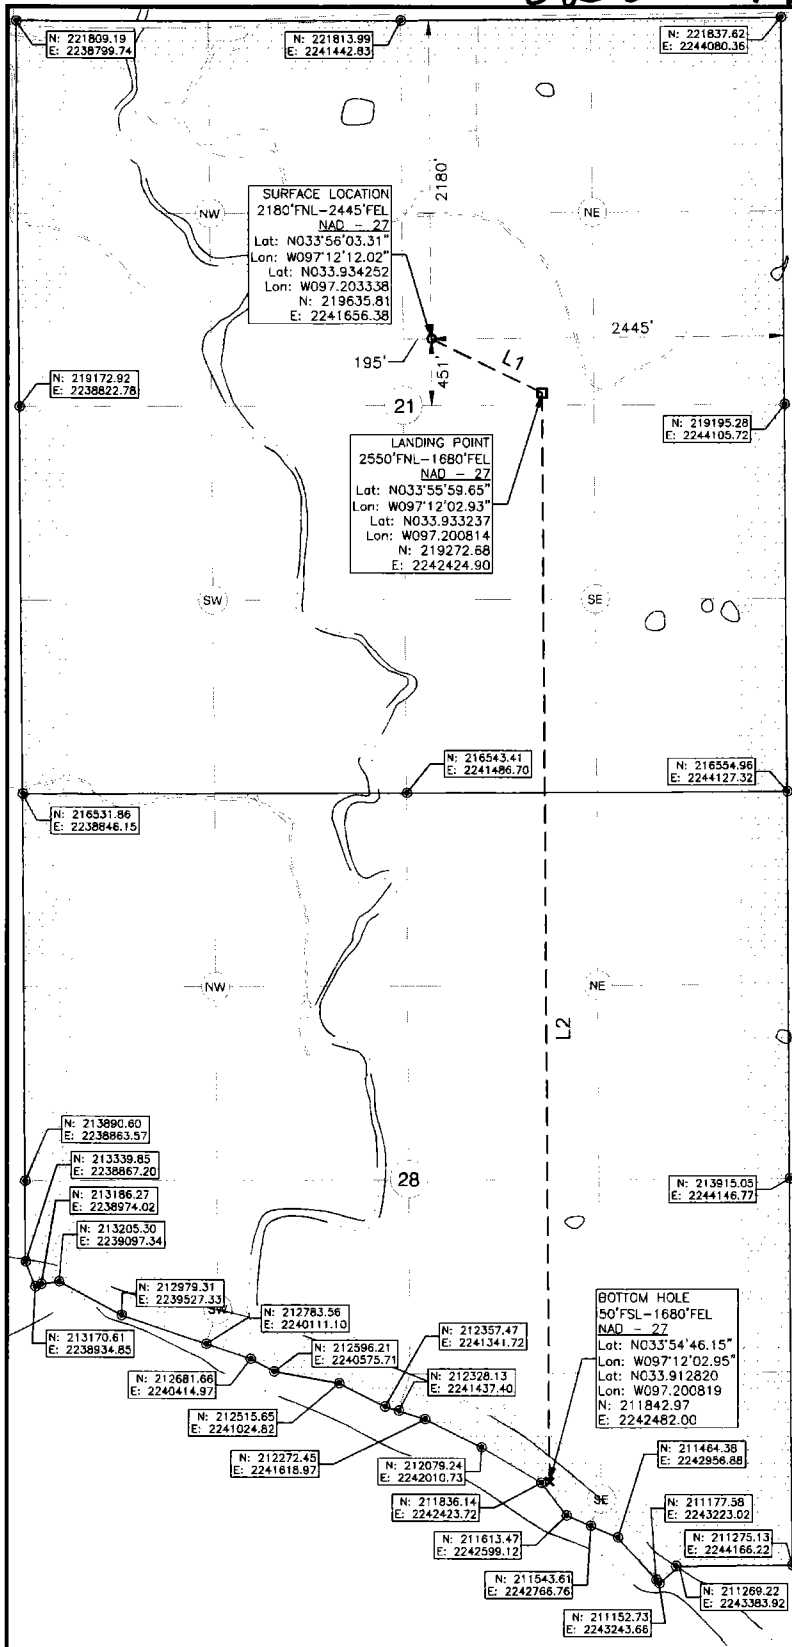 N: 221809.19
E: 2238799.74
N: 221813.99
E: 2241442.83
N: 221837.62
E: 2244080.36
2180'
NW
NE
SURFACE LOCATION
2180'FNL-2445'FEL
NAD - 27
Lat: N033°56'03.31"
Lon: W097°12'12.02"
Lat: N033.934252
Lon: W097.203338
N: 219635.81
E: 2241656.38
2445'
195'
451'
L1
N: 219172.92
E: 2238822.78
21
N: 219195.28
E: 2244105.72
LANDING POINT
2550'FNL-1680'FEL
NAD - 27
Lat: N033°55'59.65"
Lon: W097°12'02.93"
Lat: N033.933237
Lon: W097.200814
N: 219272.68
E: 2242424.90
SW
SE
N: 216543.41
E: 2241486.70
N: 216554.96
E: 2244127.32
N: 216531.86
E: 2238846.15
NW
NE
L2
N: 213890.60
E: 2238863.57
N: 213339.85
E: 2238867.20
28
N: 213915.05
E: 2244146.77
N: 213186.27
E: 2238974.02
N: 213205.30
E: 2239097.34
N: 212979.31
E: 2239527.33
SW
N: 212783.56
E: 2240111.10
N: 213170.61
E: 2238934.85
N: 212596.21
E: 2240575.71
N: 212357.47
E: 2241341.72
N: 212681.66
E: 2240414.97
N: 212328.13
E: 2241437.40
N: 212515.65
E: 2241024.82
BOTTOM HOLE
50'FSL-1680'FEL
NAD - 27
Lat: N033°54'46.15"
Lon: W097°12'02.95"
Lat: N033.912820
Lon: W097.200819
N: 211842.97
E: 2242482.00
N: 212272.45
E: 2241618.97
N: 212079.24
E: 2242010.73
N: 211464.38
E: 2242956.88
SE
N: 211836.14
E: 2242423.72
N: 211177.58
E: 2243223.02
N: 211613.47
E: 2242599.12
N: 211275.13
E: 2244166.22
N: 211543.61
E: 2242766.76
N: 211269.22
E: 2243383.92
N: 211152.73
E: 2243243.66